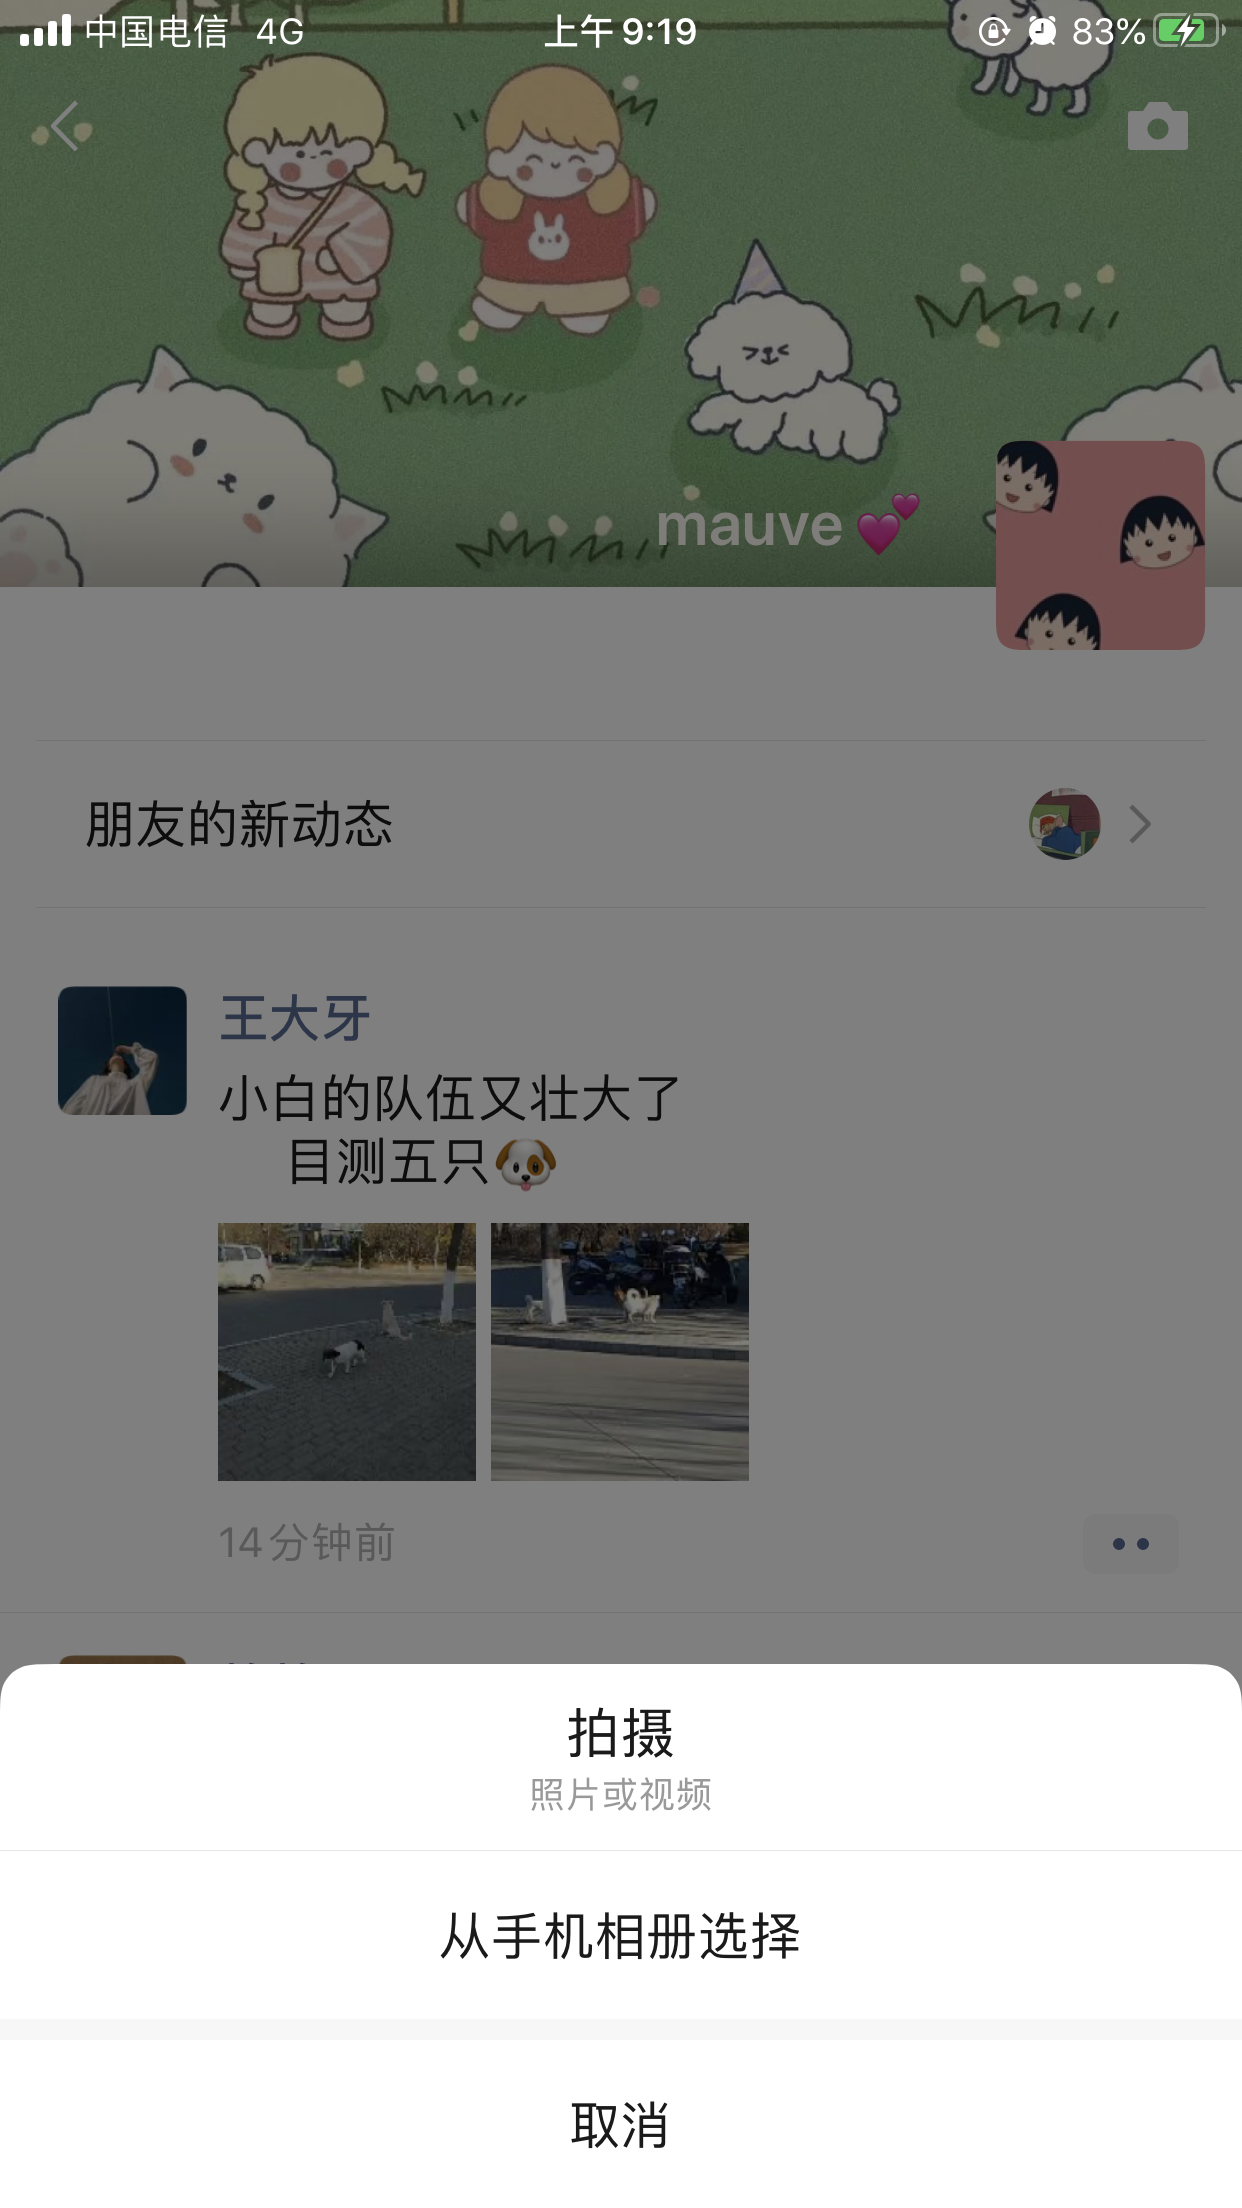 中国电信 4G 上午9:19 83%
mauve 💕
朋友的新动态
王大牙
小白的队伍又壮大了
目测五只🐶
14分钟前
拍摄
照片或视频
从手机相册选择
取消